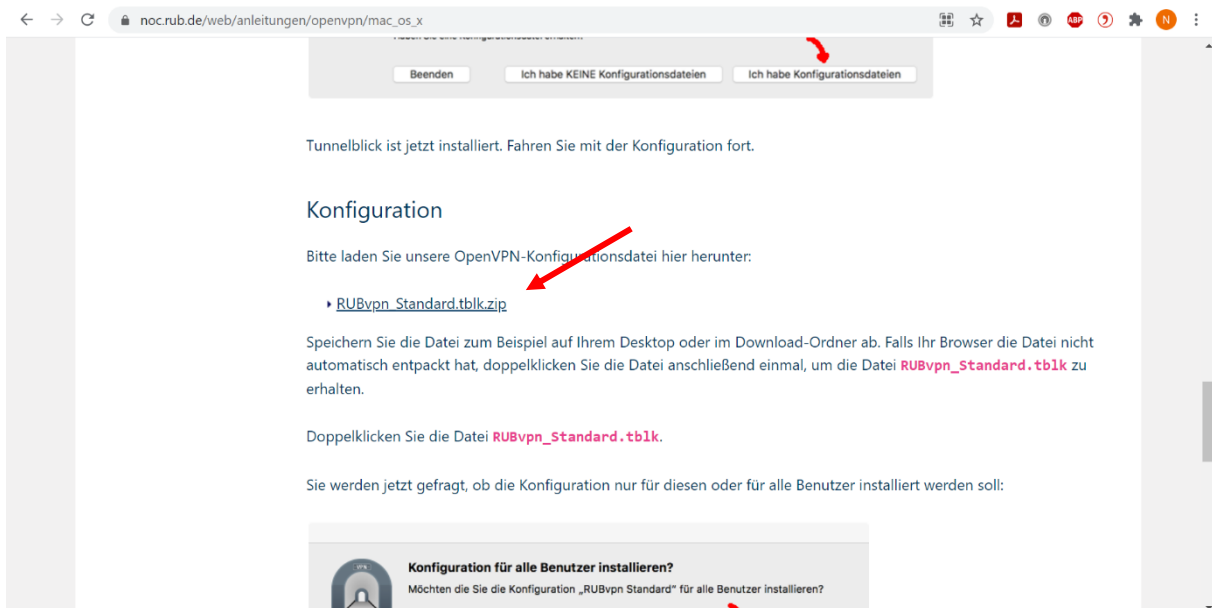 noc.rub.de/web/anleitungen/openvpn/mac_os_x
ABP
N
Beenden
Ich habe KEINE Konfigurationsdateien
Ich habe Konfigurationsdateien
Tunnelblick ist jetzt installiert. Fahren Sie mit der Konfiguration fort.
Konfiguration
Bitte laden Sie unsere OpenVPN-Konfigurationsdatei hier herunter:
RUBvpn_Standard.tblk.zip
Speichern Sie die Datei zum Beispiel auf Ihrem Desktop oder im Download-Ordner ab. Falls Ihr Browser die Datei nicht
automatisch entpackt hat, doppelklicken Sie die Datei anschließend einmal, um die Datei RUBvpn_Standard.tblk zu
erhalten.
Doppelklicken Sie die Datei RUBvpn_Standard.tblk.
Sie werden jetzt gefragt, ob die Konfiguration nur für diesen oder für alle Benutzer installiert werden soll:
VPN
Konfiguration für alle Benutzer installieren?
Möchten die Sie die Konfiguration „RUBvpn Standard" für alle Benutzer installieren?